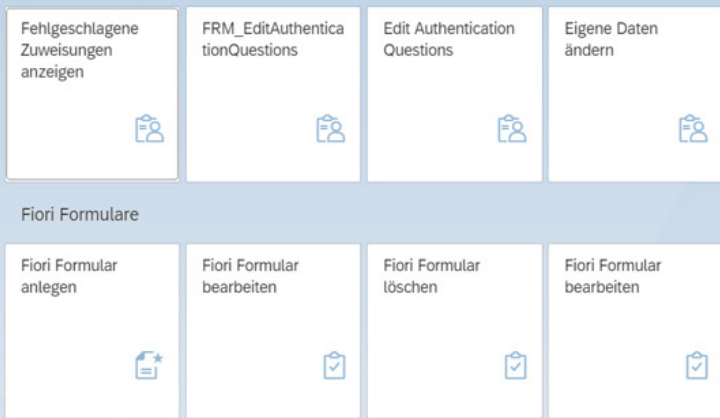 Fehlgeschlagene
Zuweisungen
anzeigen
FRM_EditAuthentica
tionQuestions
Edit Authentication
Questions
Eigene Daten
ändern
Fiori Formulare
Fiori Formular
anlegen
Fiori Formular
bearbeiten
Fiori Formular
löschen
Fiori Formular
bearbeiten